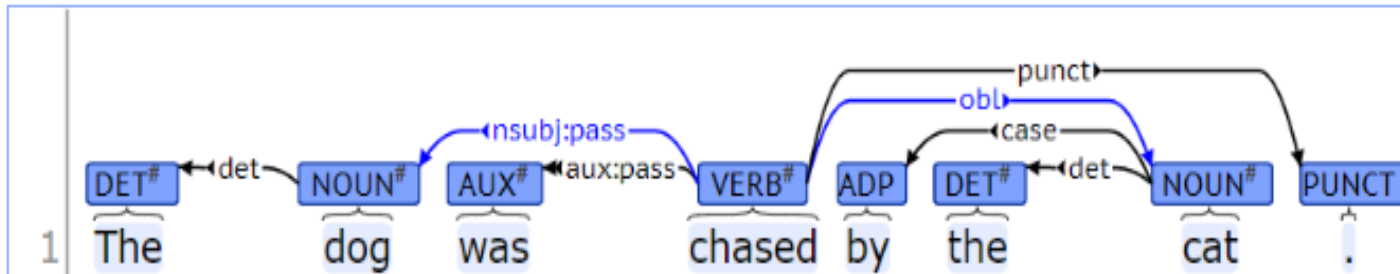 punct
obl
nsubj:pass case
det aux:pass det
DET# NOUN# AUX# VERB# ADP DET# NOUN# PUNCT
1 The dog was chased by the cat .